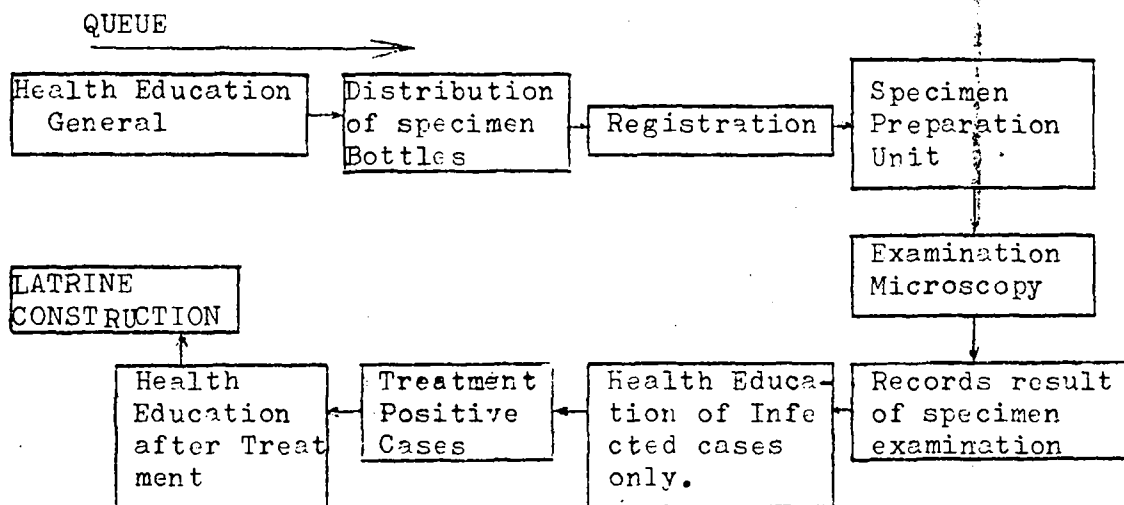 QUEUE
Health Education
General
Distribution
of specimen
Bottles
Registration
Specimen
Preparation
Unit
Examination
Microscopy
Records result
of specimen
examination
Health Educa-
tion of Infe
cted cases
only.
Treatment
Positive
Cases
Health
Education
after Treat
ment
LATRINE
CONSTRUCTION